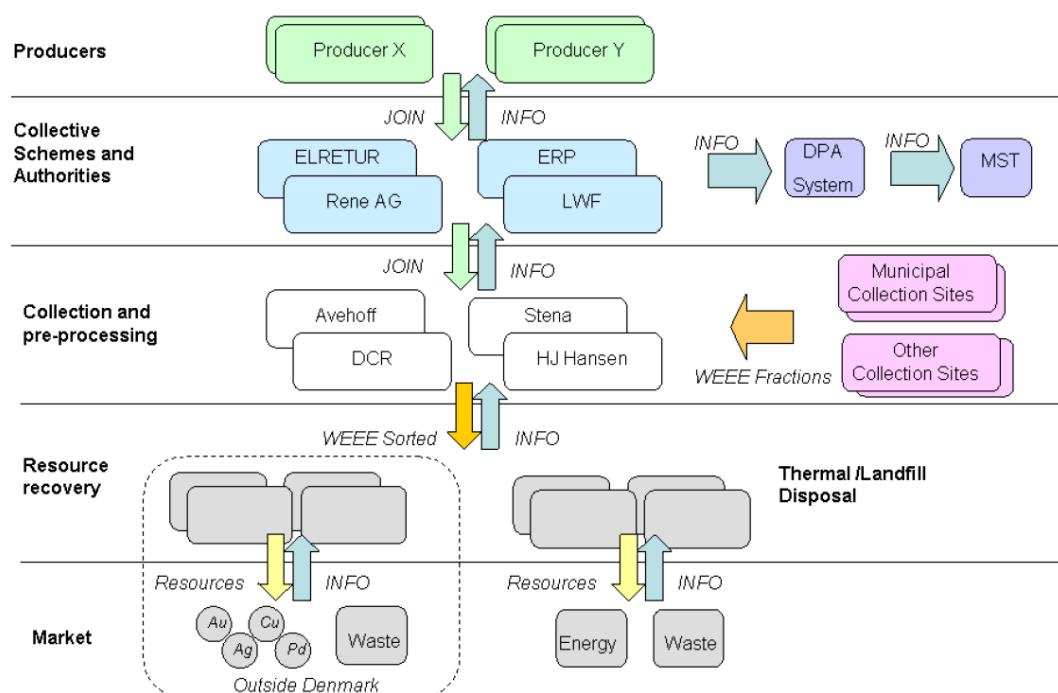 Producers
Producer X
Producer Y
JOIN
INFO
Collective
Schemes and
Authorities
ELRETUR
Rene AG
ERP
LWF
INFO
DPA
System
INFO
MST
JOIN
INFO
Collection and
pre-processing
Avehoff
DCR
Stena
HJ Hansen
Municipal
Collection Sites
Other
Collection Sites
WEEE Fractions
WEEE Sorted
INFO
Resource
recovery
Thermal /Landfill
Disposal
Resources
INFO
Resources
INFO
Market
Au
Ag
Cu
Pd
Waste
Energy
Waste
Outside Denmark